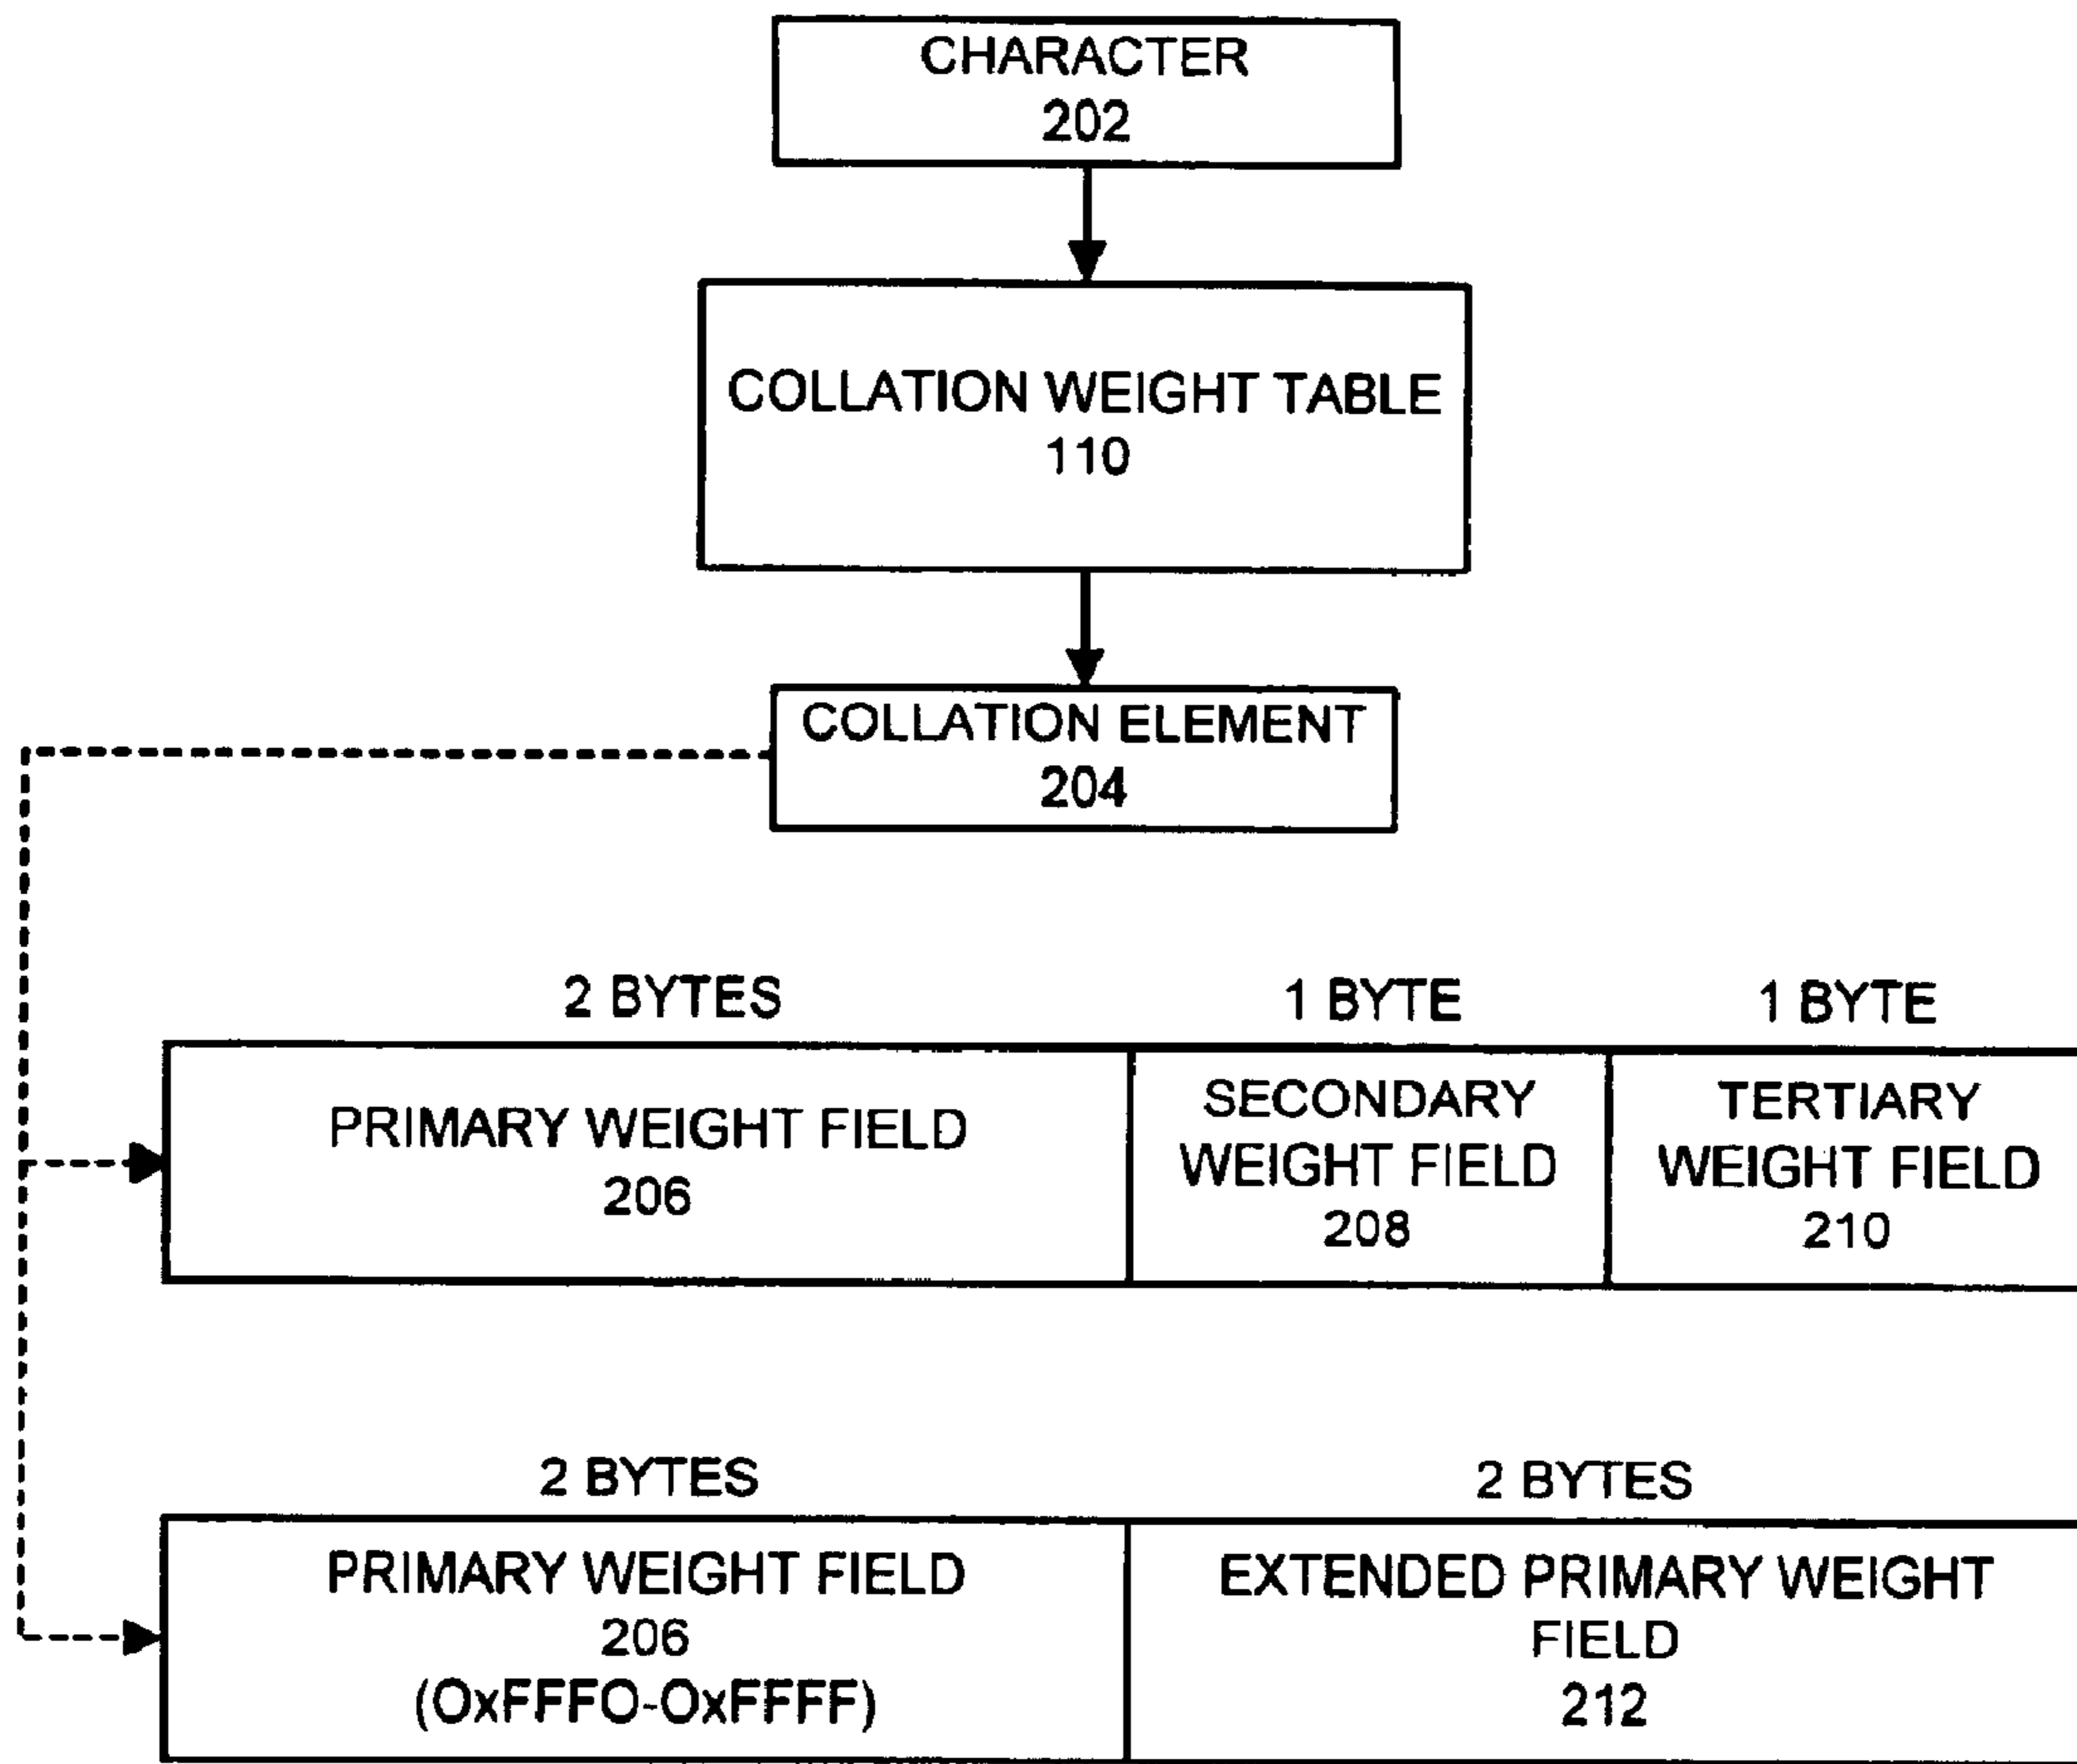 CHARACTER
202
COLLATION WEIGHT TABLE
110
COLLATION ELEMENT
204
2 BYTES
1 BYTE
1 BYTE
PRIMARY WEIGHT FIELD
206
SECONDARY
WEIGHT FIELD
208
TERTIARY
WEIGHT FIELD
210
2 BYTES
2 BYTES
PRIMARY WEIGHT FIELD
206
(OxFFFO-OxFFFF)
EXTENDED PRIMARY WEIGHT
FIELD
212